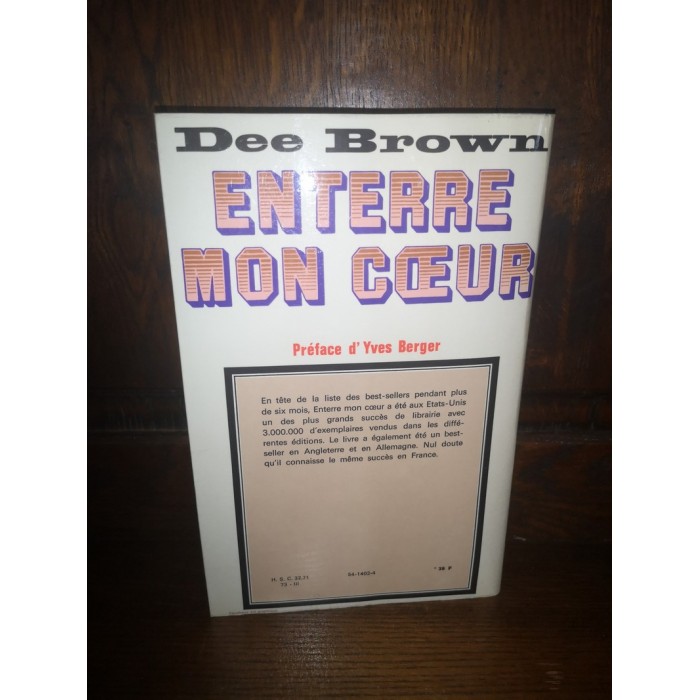 Dee Brown
ENTERRE
MON CŒUR
Préface d'Yves Berger
En tête de la liste des best-sellers pendant plus
de six mois, Enterre mon cœur a été aux Etats-Unis
un des plus grands succès de librairie avec
3.000.000 d'exemplaires vendus dans les diffé-
rentes éditions. Le livre a également été un best-
seller en Angleterre et en Allemagne. Nul doute
qu'il connaisse le même succès en France.